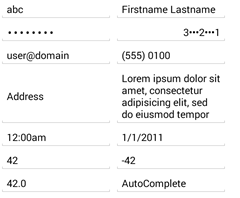 abc
Firstname Lastname
••••••••
3•••2•••1
user@domain
(555) 0100
Address
Lorem ipsum dolor sit
amet, consectetur
adipisicing elit, sed
do eiusmod tempor
12:00am
1/1/2011
42
-42
42.0
AutoComplete